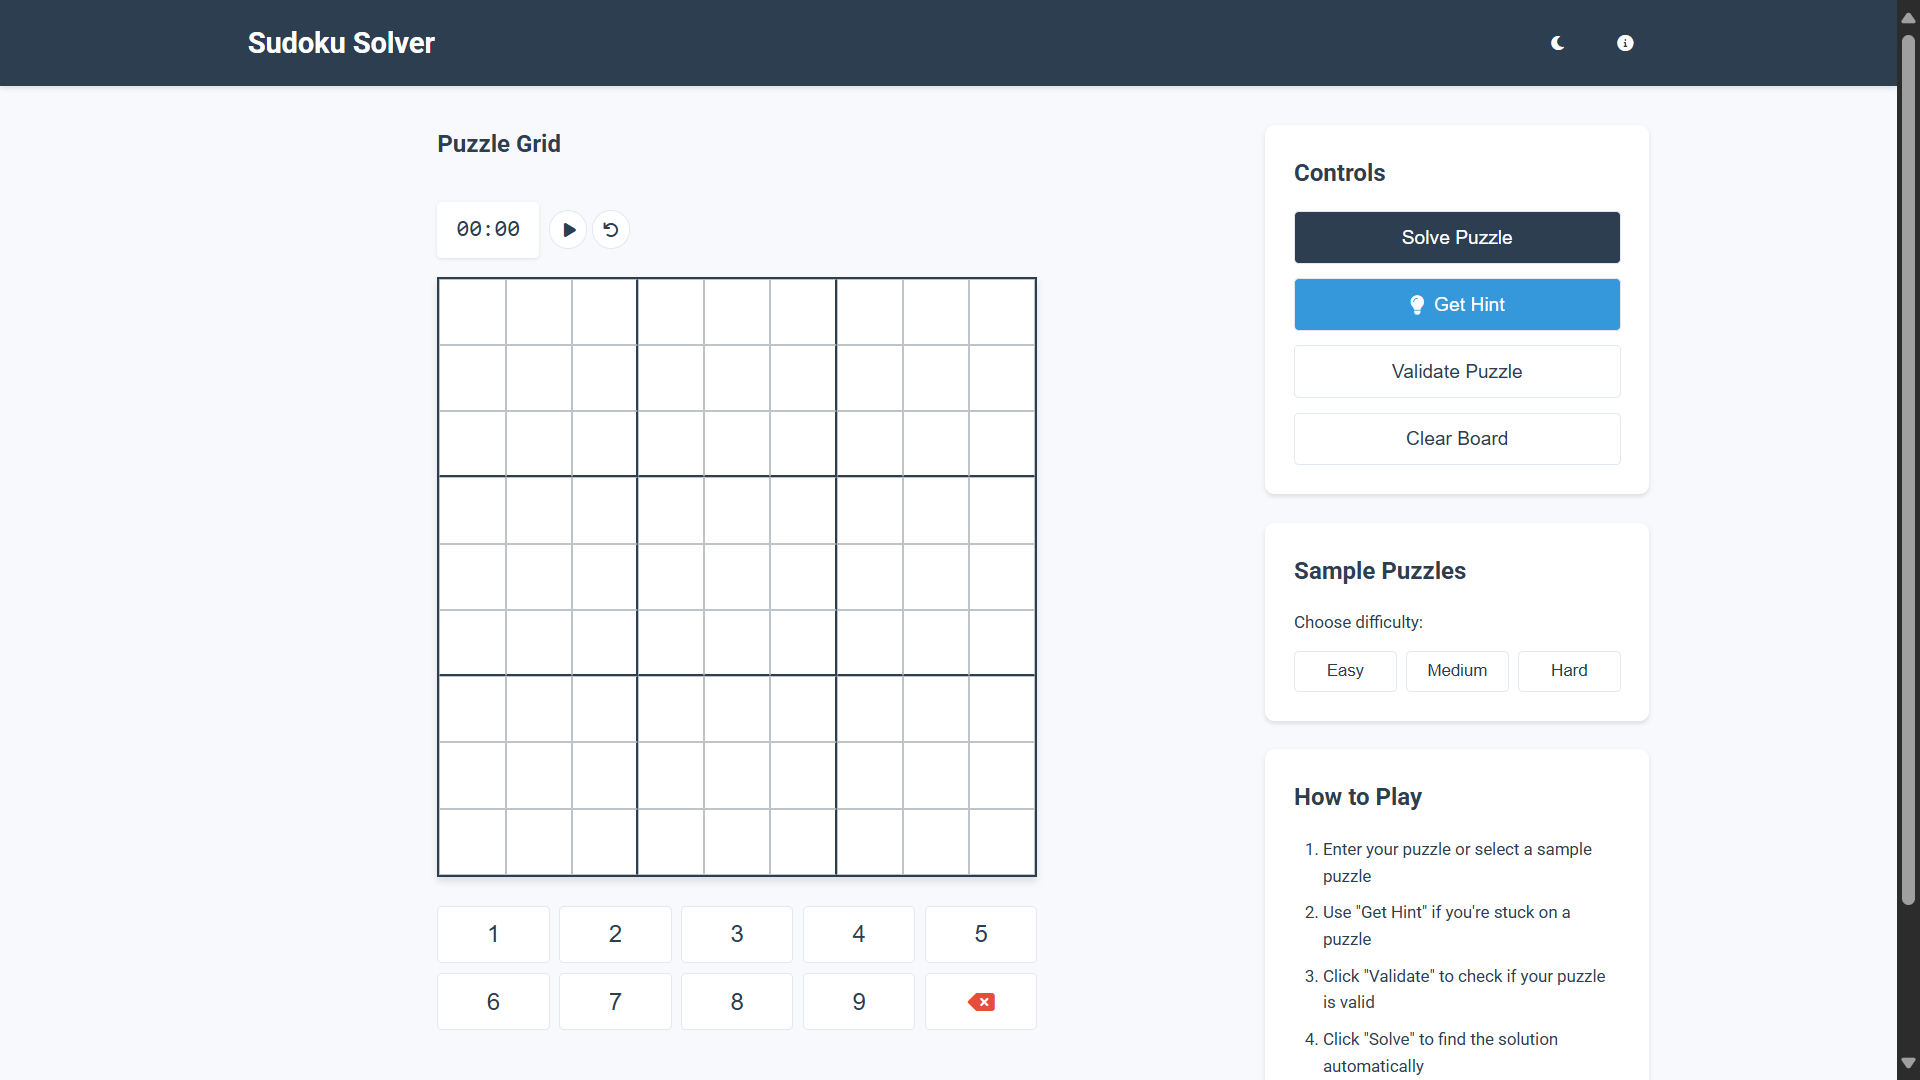 Sudoku Solver
Puzzle Grid
00:00
1
2
3
4
5
6
7
8
9
Controls
Solve Puzzle
Get Hint
Validate Puzzle
Clear Board
Sample Puzzles
Choose difficulty:
Easy
Medium
Hard
How to Play
1. Enter your puzzle or select a sample
puzzle
2. Use "Get Hint" if you're stuck on a
puzzle
3. Click "Validate" to check if your puzzle
is valid
4. Click "Solve" to find the solution
automatically